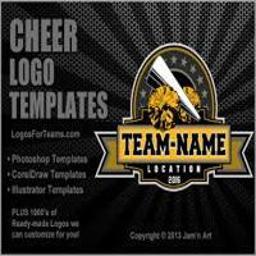 CHEER
LOGO
TEMPLATES
LogosForTeams.com
• Photoshop Templates
• CorelDraw Templates
• Illustrator Templates
PLUS 1000's of
Ready-made Logos we
can customize for you!
TEAM-NAME
LOCATION
2016
Copyright © 2013 Jam'n Art